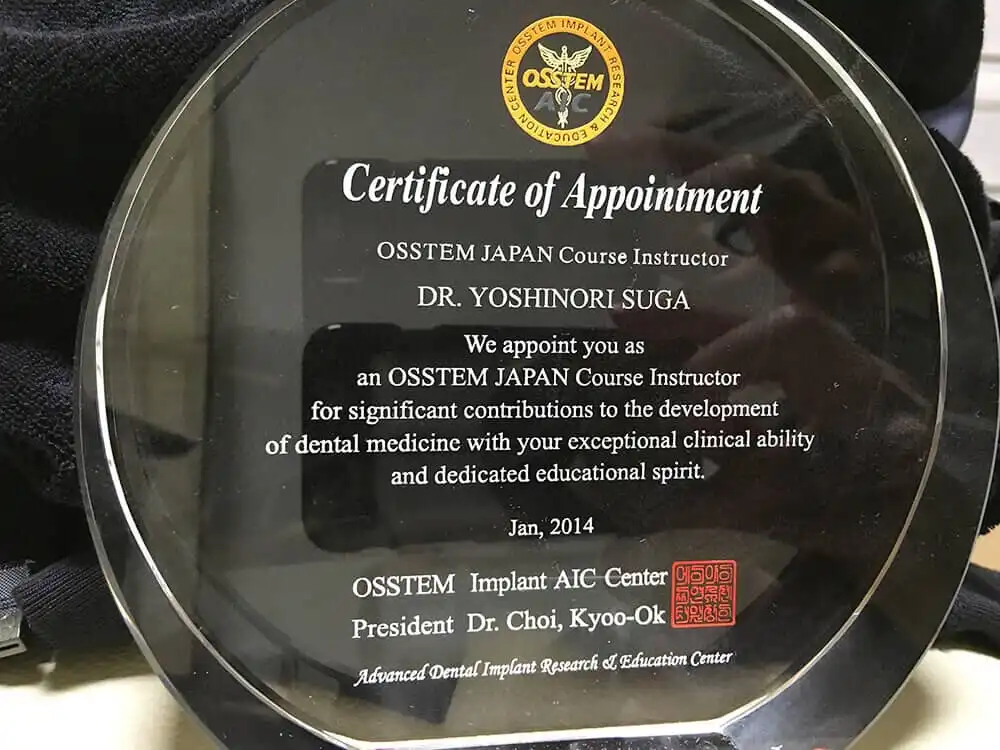 OSSTEM IMPLANT RESEARCH & EDUCATION CENTER
OSSTEM
AIC
Certificate of Appointment
OSSTEM JAPAN Course Instructor
DR. YOSHINORI SUGA
We appoint you as
an OSSTEM JAPAN Course Instructor
for significant contributions to the development
of dental medicine with your exceptional clinical ability
and dedicated educational spirit.
Jan, 2014
OSSTEM Implant AIC Center
President Dr. Choi, Kyoo-Ok
Advanced Dental Implant Research & Education Center